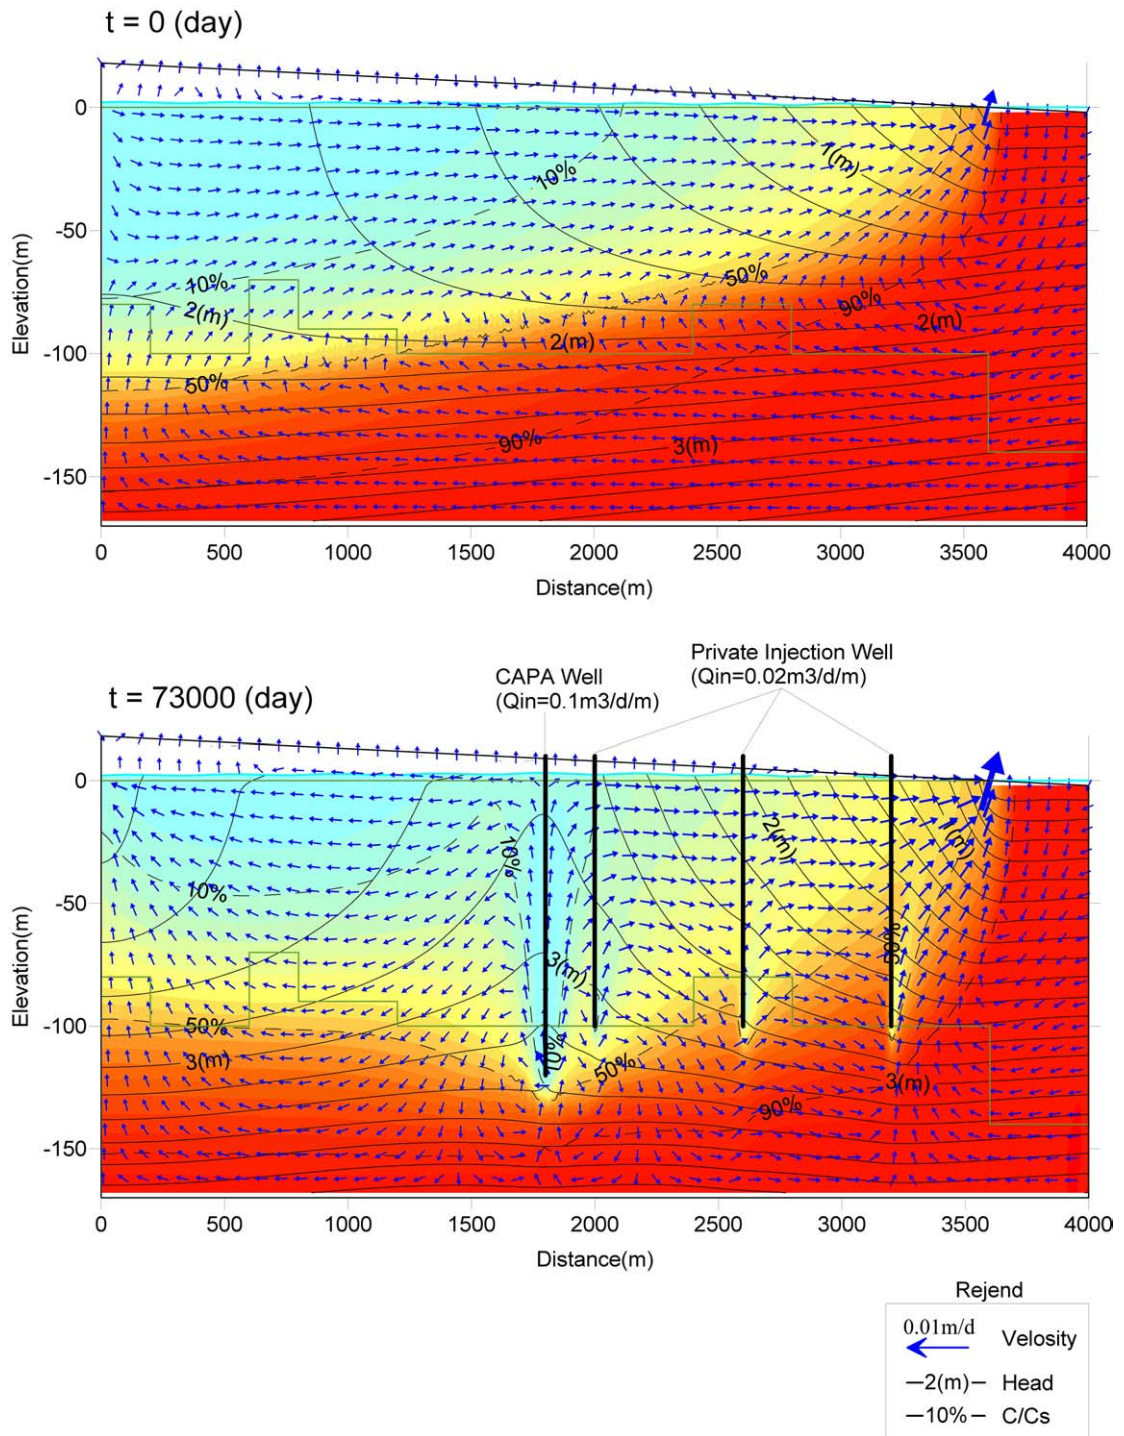 t = 0 (day)
0
-50
-100
-150
Elevation(m)
10%
1(m)
10%
50%
2(m)
90%
2(m)
2(m)
50%
90%
3(m)
0 500 1000 1500 2000 2500 3000 3500 4000
Distance(m)
Private Injection Well
(Qin=0.02m3/d/m)
CAPA Well
(Qin=0.1m3/d/m)
t = 73000 (day)
0
-50
-100
-150
Elevation(m)
10%
2(m)
1(m)
10%
50%
3(m)
50%
10%
50%
3(m)
3(m)
90%
0 500 1000 1500 2000 2500 3000 3500 4000
Distance(m)
Rejend
0.01m/d
Velosity
2(m) Head
10% C/Cs